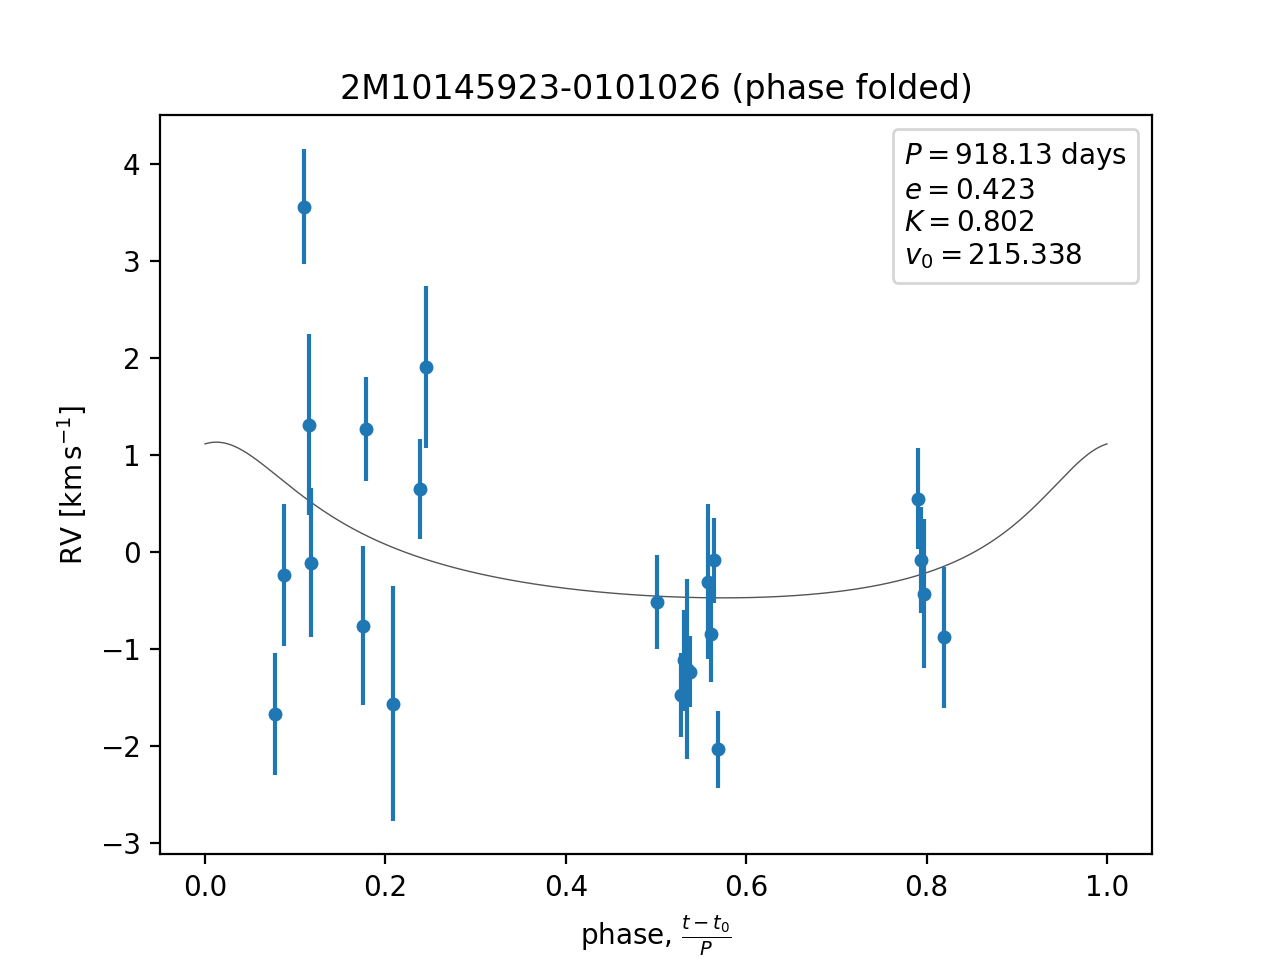 2M10145923-0101026 (phase folded)
P = 918.13 days
e = 0.423
K = 0.802
v₀ = 215.338
RV [km s⁻¹]
4
3
2
1
0
−1
−2
−3
0.0 0.2 0.4 0.6 0.8 1.0
phase, (t − t₀)/P